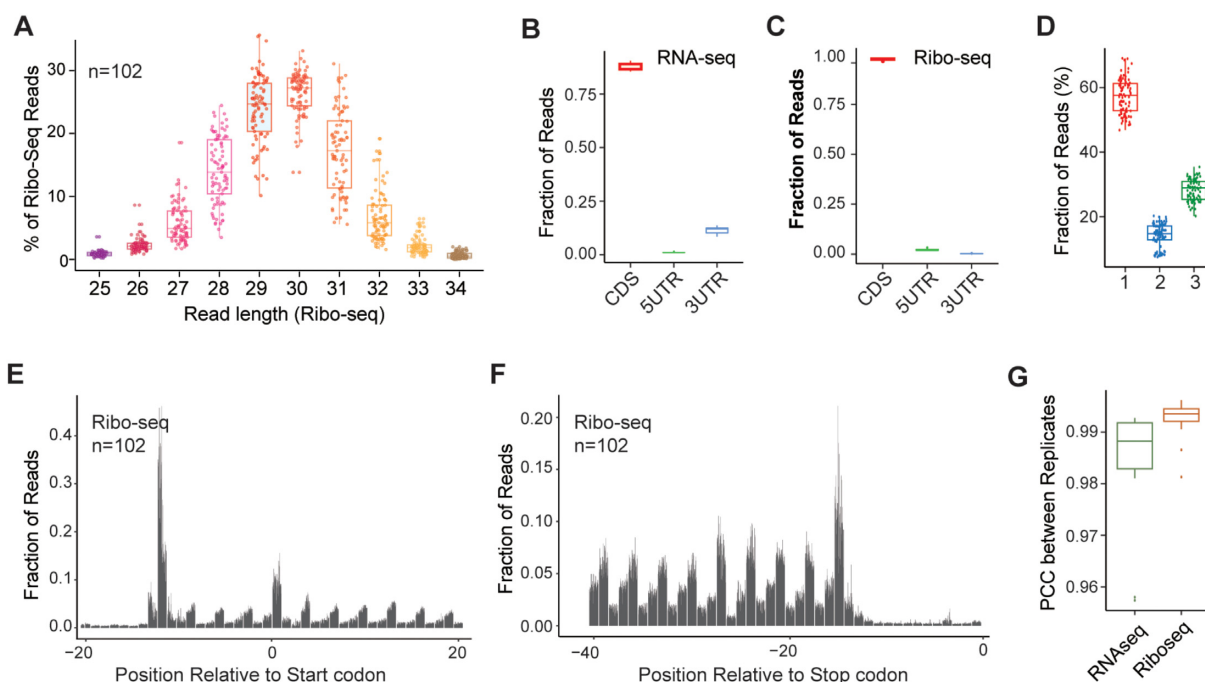 A
n=102
% of Ribo-Seq Reads
30
20
10
0
25 26 27 28 29 30 31 32 33 34
Read length (Ribo-seq)
B
RNA-seq
Fraction of Reads
0.75
0.50
0.25
0.00
CDS 5UTR 3UTR
C
Ribo-seq
Fraction of Reads
1.00
0.75
0.50
0.25
0.00
CDS 5UTR 3UTR
D
Fraction of Reads (%)
60
40
20
1 2 3
E
Ribo-seq
n=102
Fraction of Reads
0.4
0.3
0.2
0.1
0.0
−20 0 20
Position Relative to Start codon
F
Ribo-seq
n=102
Fraction of Reads
0.20
0.15
0.10
0.05
0.00
−40 −20 0
Position Relative to Stop codon
G
PCC between Replicates
0.99
0.98
0.97
0.96
RNAseq Riboseq